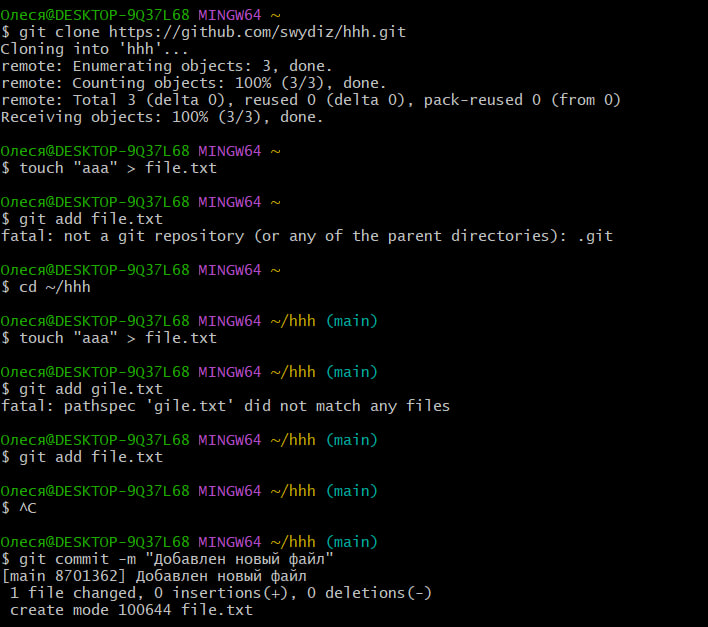 Олеся@DESKTOP-9Q37L68 MINGW64 ~
$ git clone https://github.com/swydiz/hhh.git
Cloning into 'hhh'...
remote: Enumerating objects: 3, done.
remote: Counting objects: 100% (3/3), done.
remote: Total 3 (delta 0), reused 0 (delta 0), pack-reused 0 (from 0)
Receiving objects: 100% (3/3), done.
Олеся@DESKTOP-9Q37L68 MINGW64 ~
$ touch "aaa" > file.txt
Олеся@DESKTOP-9Q37L68 MINGW64 ~
$ git add file.txt
fatal: not a git repository (or any of the parent directories): .git
Олеся@DESKTOP-9Q37L68 MINGW64 ~
$ cd ~/hhh
Олеся@DESKTOP-9Q37L68 MINGW64 ~/hhh (main)
$ touch "aaa" > file.txt
Олеся@DESKTOP-9Q37L68 MINGW64 ~/hhh (main)
$ git add gile.txt
fatal: pathspec 'gile.txt' did not match any files
Олеся@DESKTOP-9Q37L68 MINGW64 ~/hhh (main)
$ git add file.txt
Олеся@DESKTOP-9Q37L68 MINGW64 ~/hhh (main)
$ ^C
Олеся@DESKTOP-9Q37L68 MINGW64 ~/hhh (main)
$ git commit -m "Добавлен новый файл"
[main 8701362] Добавлен новый файл
1 file changed, 0 insertions(+), 0 deletions(-)
create mode 100644 file.txt